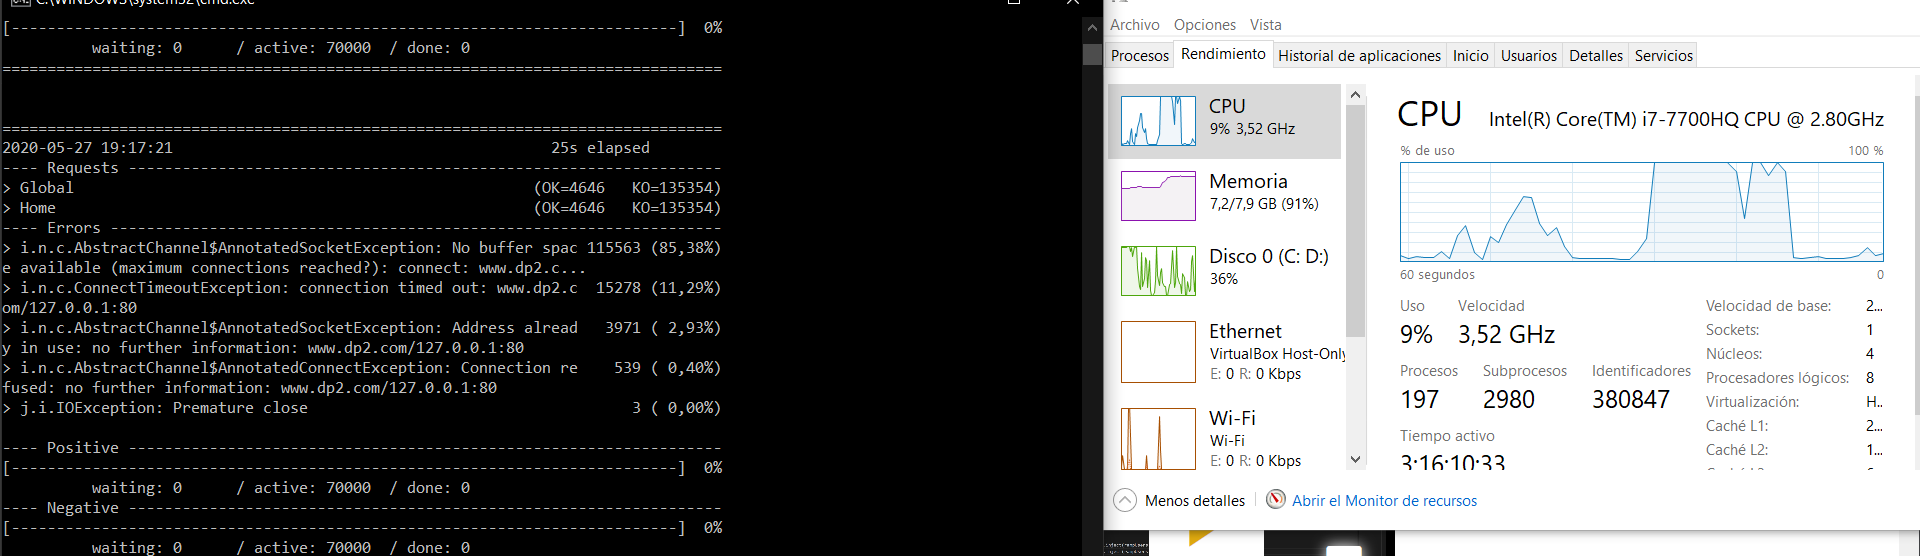 C:\WINDOWS\system32\cmd.exe
[--------------------------------------------------------------------------] 0%
waiting: 0 / active: 70000 / done: 0
================================================================================
================================================================================
2020-05-27 19:17:21 25s elapsed
---- Requests ------------------------------------------------------------------
> Global (OK=4646 KO=135354)
> Home (OK=4646 KO=135354)
---- Errors --------------------------------------------------------------------
> i.n.c.AbstractChannel$AnnotatedSocketException: No buffer spac 115563 (85,38%)
e available (maximum connections reached?): connect: www.dp2.c...
> i.n.c.ConnectTimeoutException: connection timed out: www.dp2.c 15278 (11,29%)
om/127.0.0.1:80
> i.n.c.AbstractChannel$AnnotatedSocketException: Address alread 3971 ( 2,93%)
y in use: no further information: www.dp2.com/127.0.0.1:80
> i.n.c.AbstractChannel$AnnotatedConnectException: Connection re 539 ( 0,40%)
fused: no further information: www.dp2.com/127.0.0.1:80
> j.i.IOException: Premature close 3 ( 0,00%)
---- Positive ------------------------------------------------------------------
[--------------------------------------------------------------------------] 0%
waiting: 0 / active: 70000 / done: 0
---- Negative ------------------------------------------------------------------
[--------------------------------------------------------------------------] 0%
waiting: 0 / active: 70000 / done: 0
Archivo Opciones Vista
Procesos Rendimiento Historial de aplicaciones Inicio Usuarios Detalles Servicios
CPU
9% 3,52 GHz
Memoria
7,2/7,9 GB (91%)
Disco 0 (C: D:)
36%
Ethernet
VirtualBox Host-Only
E: 0 R: 0 Kbps
Wi-Fi
Wi-Fi
E: 0 R: 0 Kbps
CPU Intel(R) Core(TM) i7-7700HQ CPU @ 2.80GHz
% de uso 100 %
60 segundos 0
Uso Velocidad
9% 3,52 GHz
Procesos Subprocesos Identificadores
197 2980 380847
Tiempo activo
3:16:10:33
Velocidad de base: 2...
Sockets: 1
Núcleos: 4
Procesadores lógicos: 8
Virtualización: H...
Caché L1: 2...
Caché L2: 1...
Menos detalles Abrir el Monitor de recursos